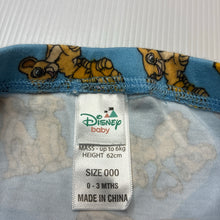 Disney
baby
MASS - up to 6kg
HEIGHT 62cm
SIZE 000
0 - 3 MTHS
MADE IN CHINA